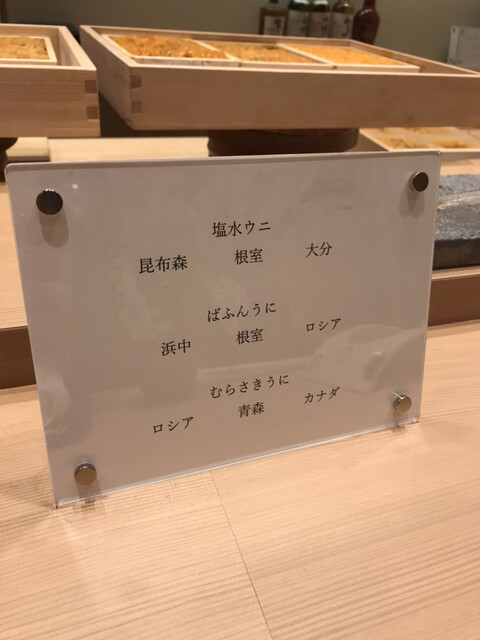 塩水ウニ
昆布森 根室 大分
ばふんうに
浜中 根室 ロシア
むらさきうに
ロシア 青森 カナダ